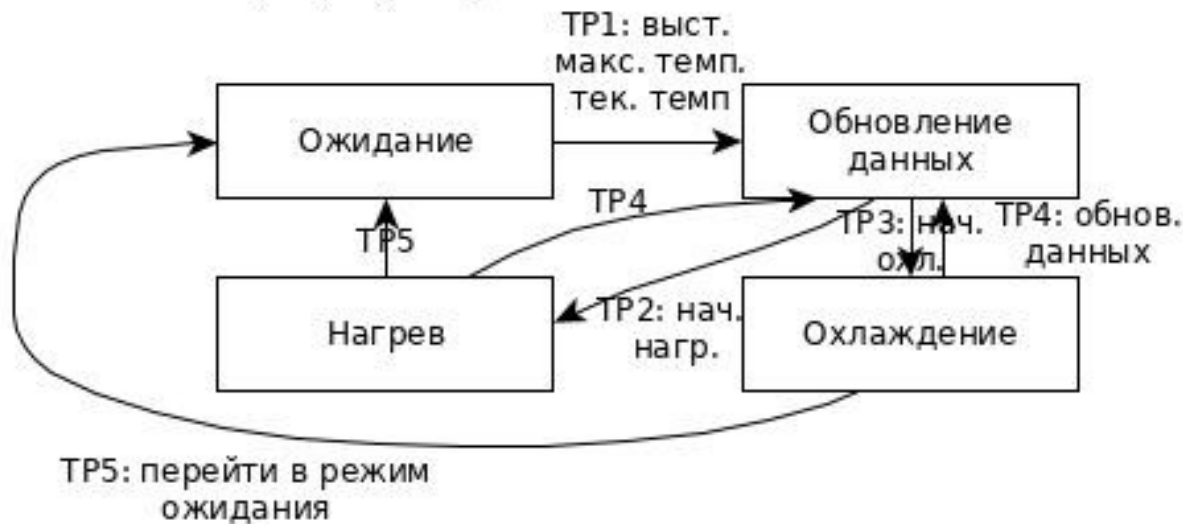 TP1: выст.
макс. темп.
тек. темп
Ожидание
Обновление
данных
TP4
TP3: нач.
охл.
TP4: обнов.
данных
TP5
Нагрев
TP2: нач.
нагр.
Охлаждение
TP5: перейти в режим
ожидания